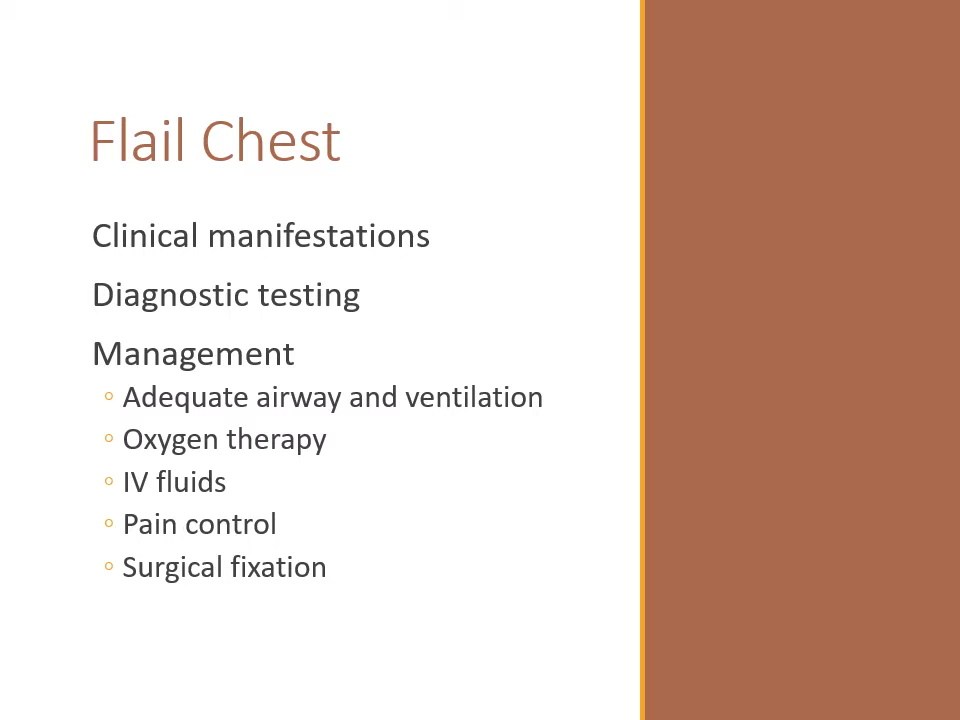 Flail Chest
Clinical manifestations
Diagnostic testing
Management
◦ Adequate airway and ventilation
◦ Oxygen therapy
◦ IV fluids
◦ Pain control
◦ Surgical fixation